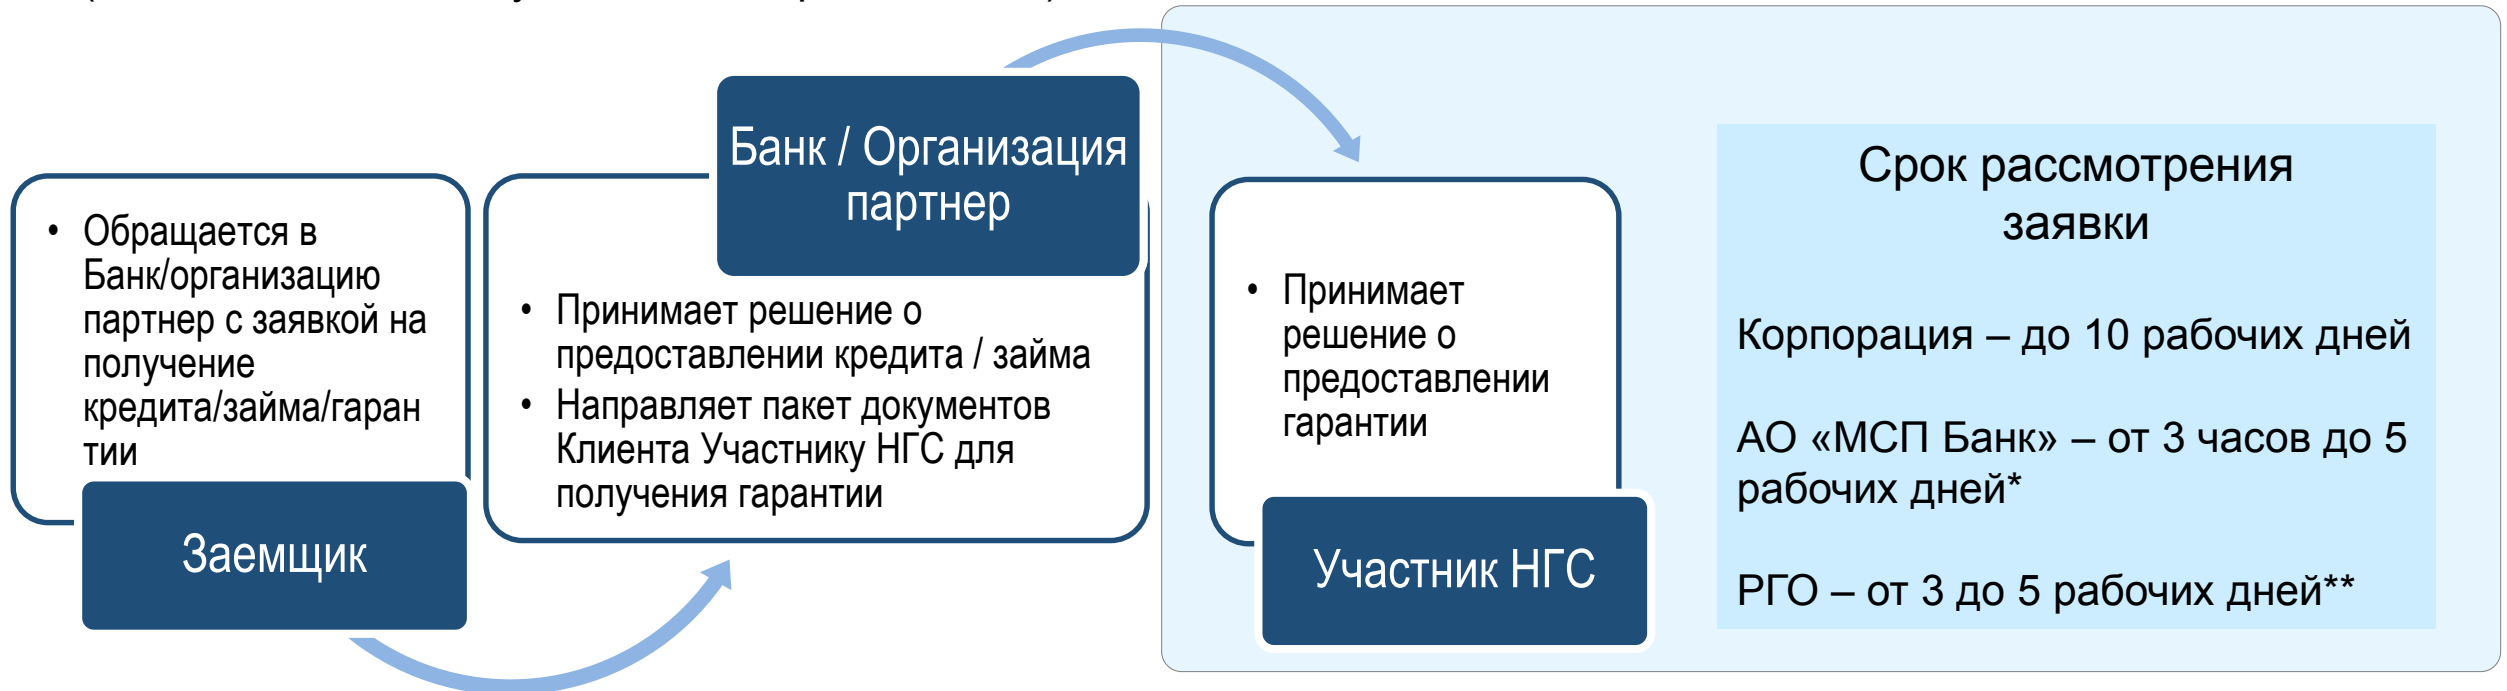 • Обращается в
Банк/организацию
партнер с заявкой на
получение
кредита/займа/гаран
тии
Заемщик
Банк / Организация
партнер
• Принимает решение о
предоставлении кредита / займа
• Направляет пакет документов
Клиента Участнику НГС для
получения гарантии
• Принимает
решение о
предоставлении
гарантии
Участник НГС
Срок рассмотрения
заявки
Корпорация – до 10 рабочих дней
АО «МСП Банк» – от 3 часов до 5
рабочих дней*
РГО – от 3 до 5 рабочих дней**